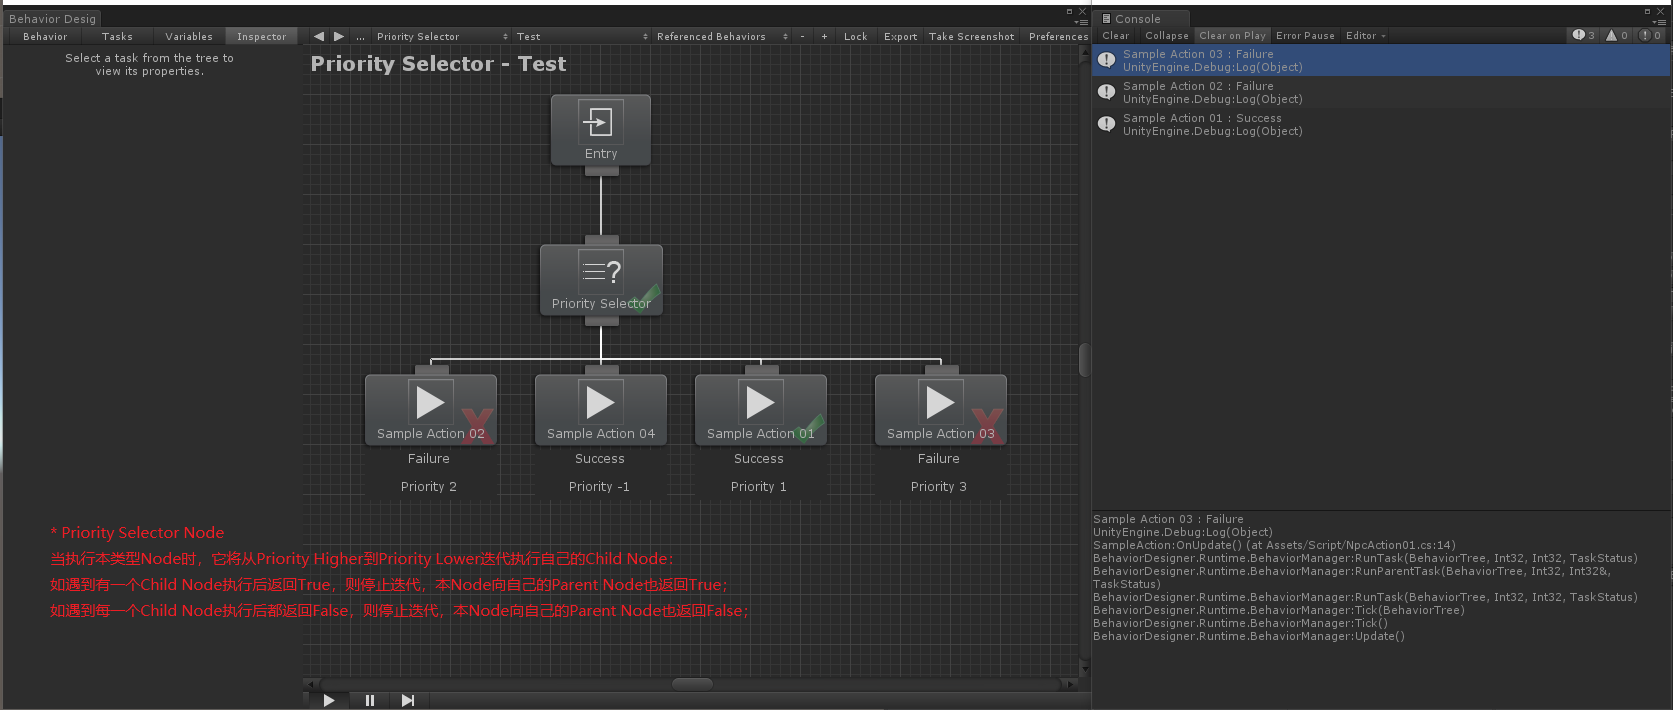 Behavior Desig
Behavior Tasks Variables Inspector
... Priority Selector Test Referenced Behaviors - + Lock Export Take Screenshot Preferences
Select a task from the tree to
view its properties.
Priority Selector - Test
Entry
Priority Selector
Sample Action 02 Sample Action 04 Sample Action 01 Sample Action 03
Failure Success Success Failure
Priority 2 Priority -1 Priority 1 Priority 3
* Priority Selector Node
当执行本类型Node时，它将从Priority Higher到Priority Lower迭代执行自己的Child Node：
如遇到有一个Child Node执行后返回True，则停止迭代，本Node向自己的Parent Node也返回True；
如遇到每一个Child Node执行后都返回False，则停止迭代，本Node向自己的Parent Node也返回False；
Console
Clear Collapse Clear on Play Error Pause Editor 3 0 0
Sample Action 03 : Failure
UnityEngine.Debug:Log(Object)
Sample Action 02 : Failure
UnityEngine.Debug:Log(Object)
Sample Action 01 : Success
UnityEngine.Debug:Log(Object)
Sample Action 03 : Failure
UnityEngine.Debug:Log(Object)
SampleAction:OnUpdate() (at Assets/Script/NpcAction01.cs:14)
BehaviorDesigner.Runtime.BehaviorManager:RunTask(BehaviorTree, Int32, Int32, TaskStatus)
BehaviorDesigner.Runtime.BehaviorManager:RunParentTask(BehaviorTree, Int32, Int32&,
TaskStatus)
BehaviorDesigner.Runtime.BehaviorManager:RunTask(BehaviorTree, Int32, Int32, TaskStatus)
BehaviorDesigner.Runtime.BehaviorManager:Tick(BehaviorTree)
BehaviorDesigner.Runtime.BehaviorManager:Tick()
BehaviorDesigner.Runtime.BehaviorManager:Update()